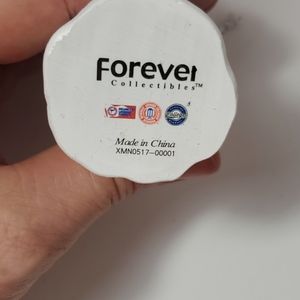 Forever
Collectibles™
Made in China
XMN0517-00001